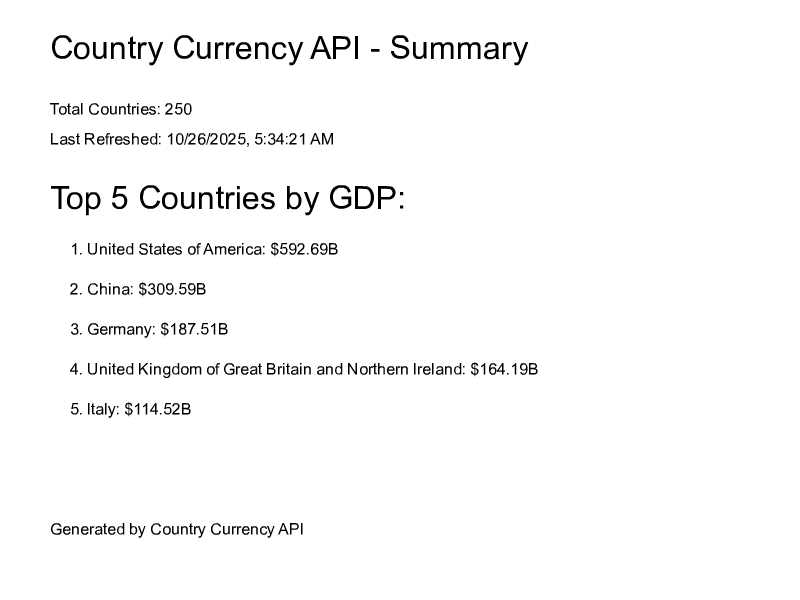 Country Currency API - Summary
Total Countries: 250
Last Refreshed: 10/26/2025, 5:34:21 AM
Top 5 Countries by GDP:
1. United States of America: $592.69B
2. China: $309.59B
3. Germany: $187.51B
4. United Kingdom of Great Britain and Northern Ireland: $164.19B
5. Italy: $114.52B
Generated by Country Currency API